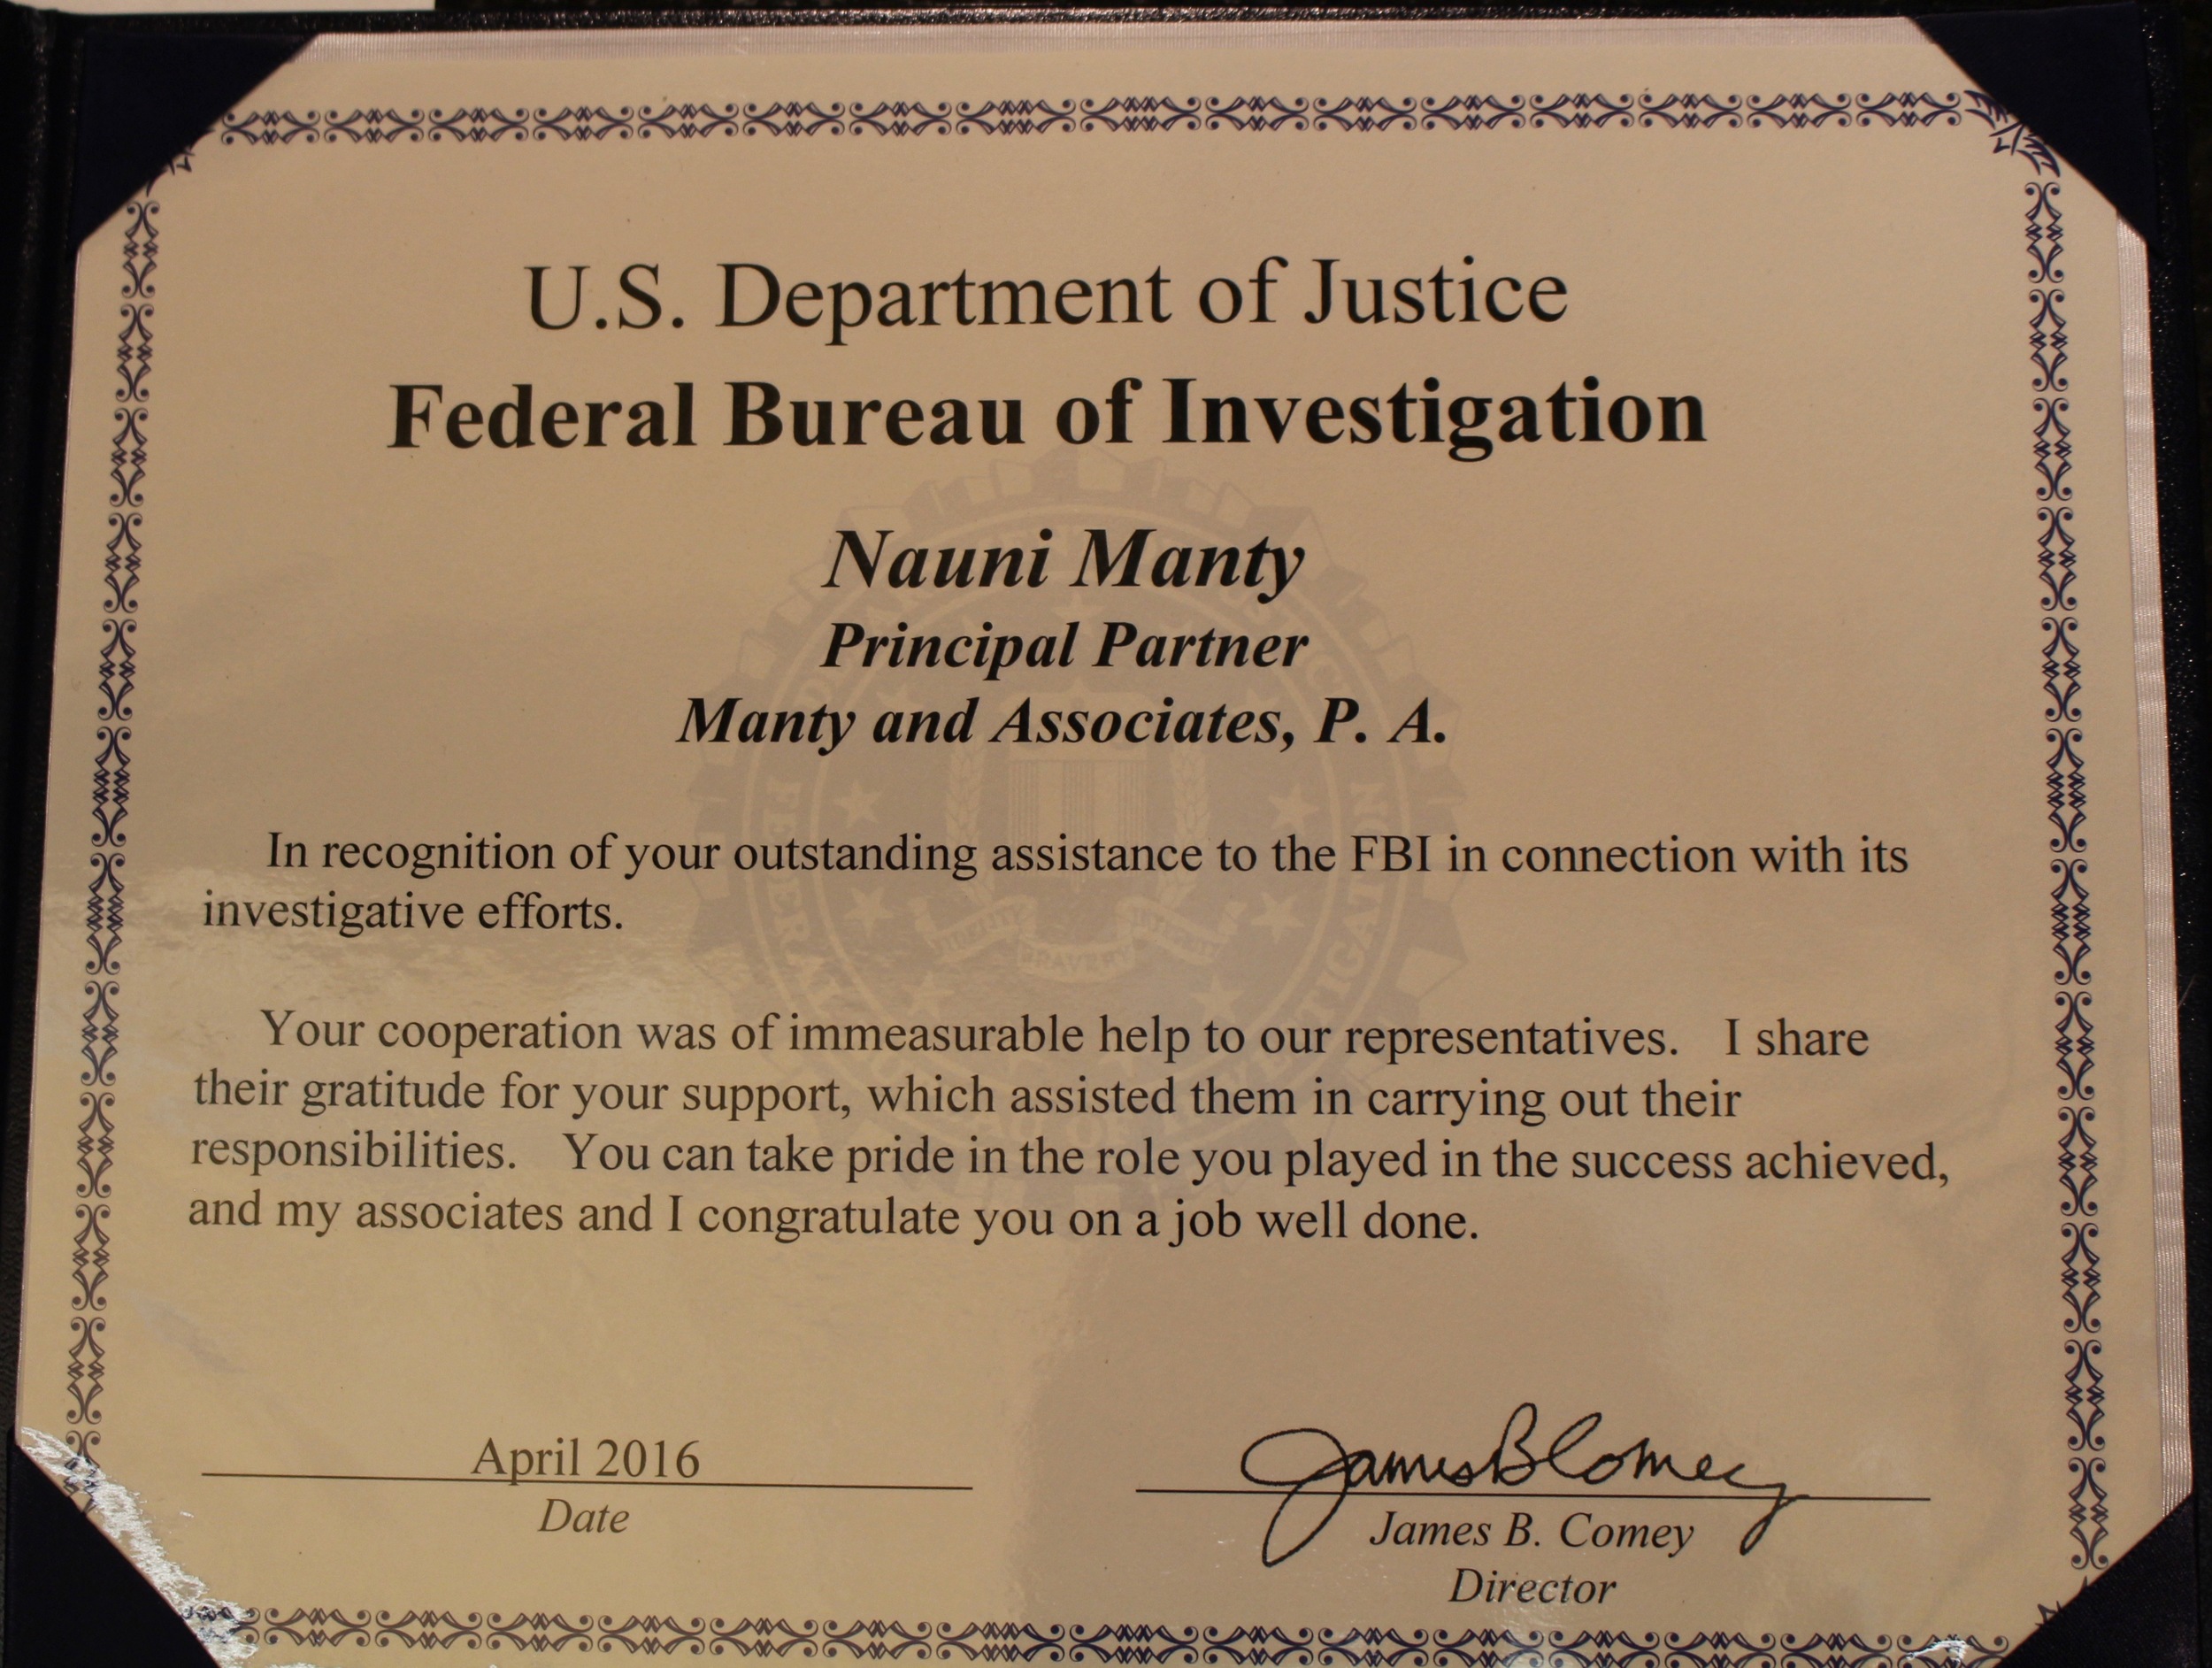 U.S. Department of Justice
Federal Bureau of Investigation
Nauni Manty
Principal Partner
Manty and Associates, P. A.
In recognition of your outstanding assistance to the FBI in connection with its
investigative efforts.
Your cooperation was of immeasurable help to our representatives. I share
their gratitude for your support, which assisted them in carrying out their
responsibilities. You can take pride in the role you played in the success achieved,
and my associates and I congratulate you on a job well done.
April 2016
Date
James B Comey
James B. Comey
Director